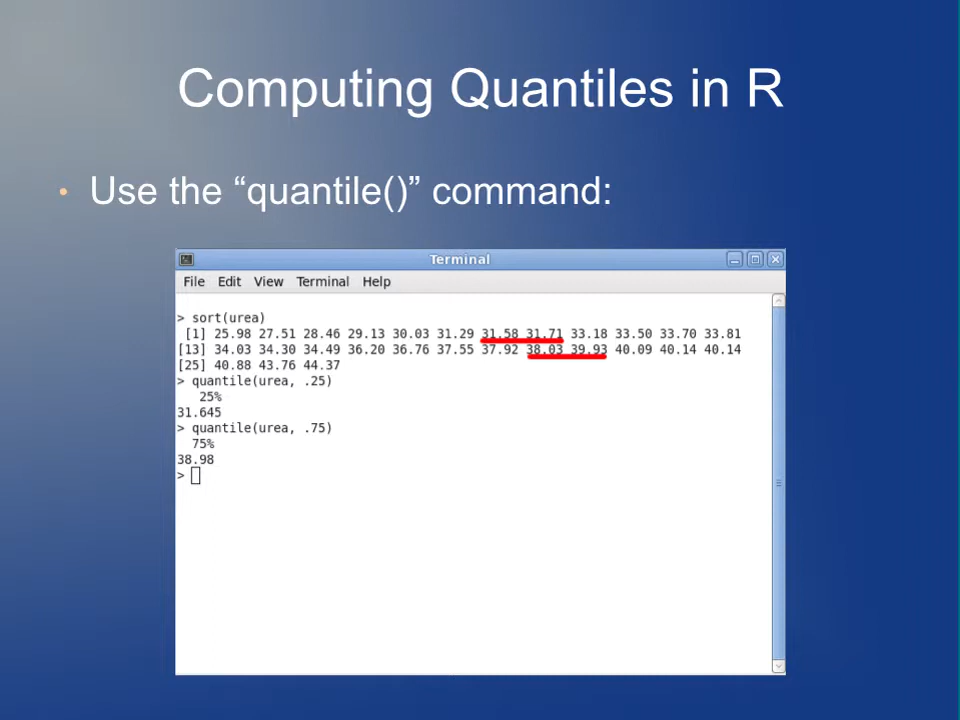 Computing Quantiles in R
• Use the “quantile()” command:
Terminal
File Edit View Terminal Help
> sort(urea)
[1] 25.98 27.51 28.46 29.13 30.03 31.29 31.58 31.71 33.18 33.50 33.70 33.81
[13] 34.03 34.30 34.49 36.20 36.76 37.55 37.92 38.03 39.93 40.09 40.14 40.14
[25] 40.88 43.76 44.37
> quantile(urea, .25)
25%
31.645
> quantile(urea, .75)
75%
38.98
>